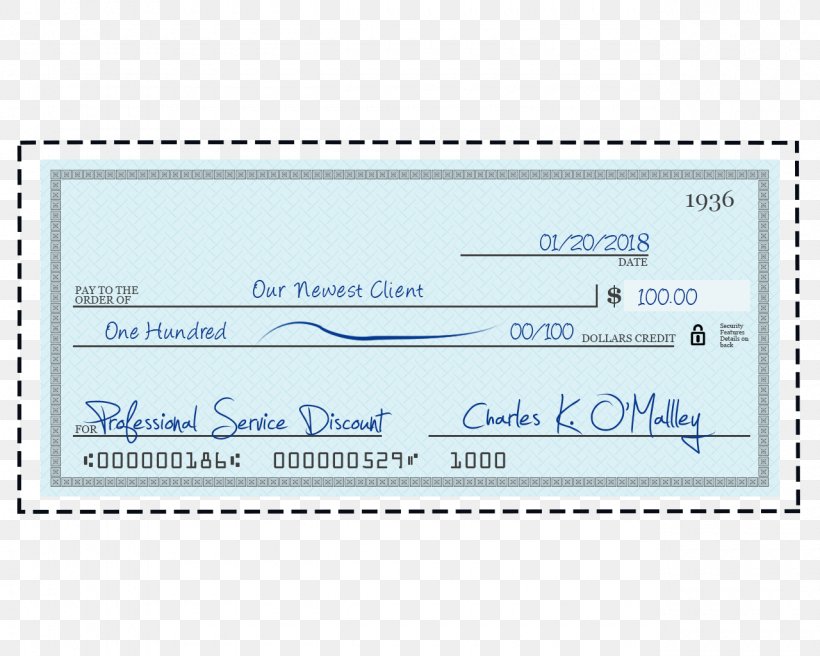 1936
01/20/2018
DATE
PAY TO THE
ORDER OF Our Newest Client $ 100.00
One Hundred 00/100 DOLLARS CREDIT
Security
Features
Details on
back
FOR Professional Service Discount Charles K. O'Mallley
⑆000000186⑆ 000000529⑈ 1000